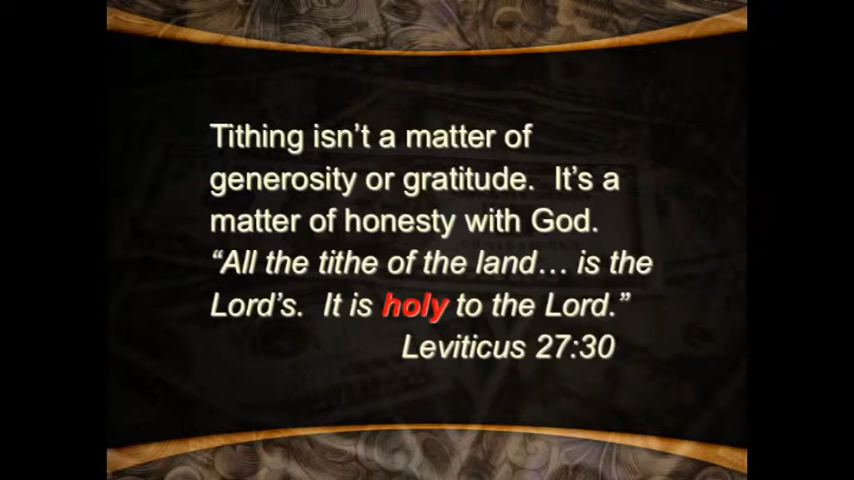 Tithing isn’t a matter of
generosity or gratitude.  It’s a
matter of honesty with God.
“All the tithe of the land… is the
Lord’s.  It is holy to the Lord.”
Leviticus 27:30